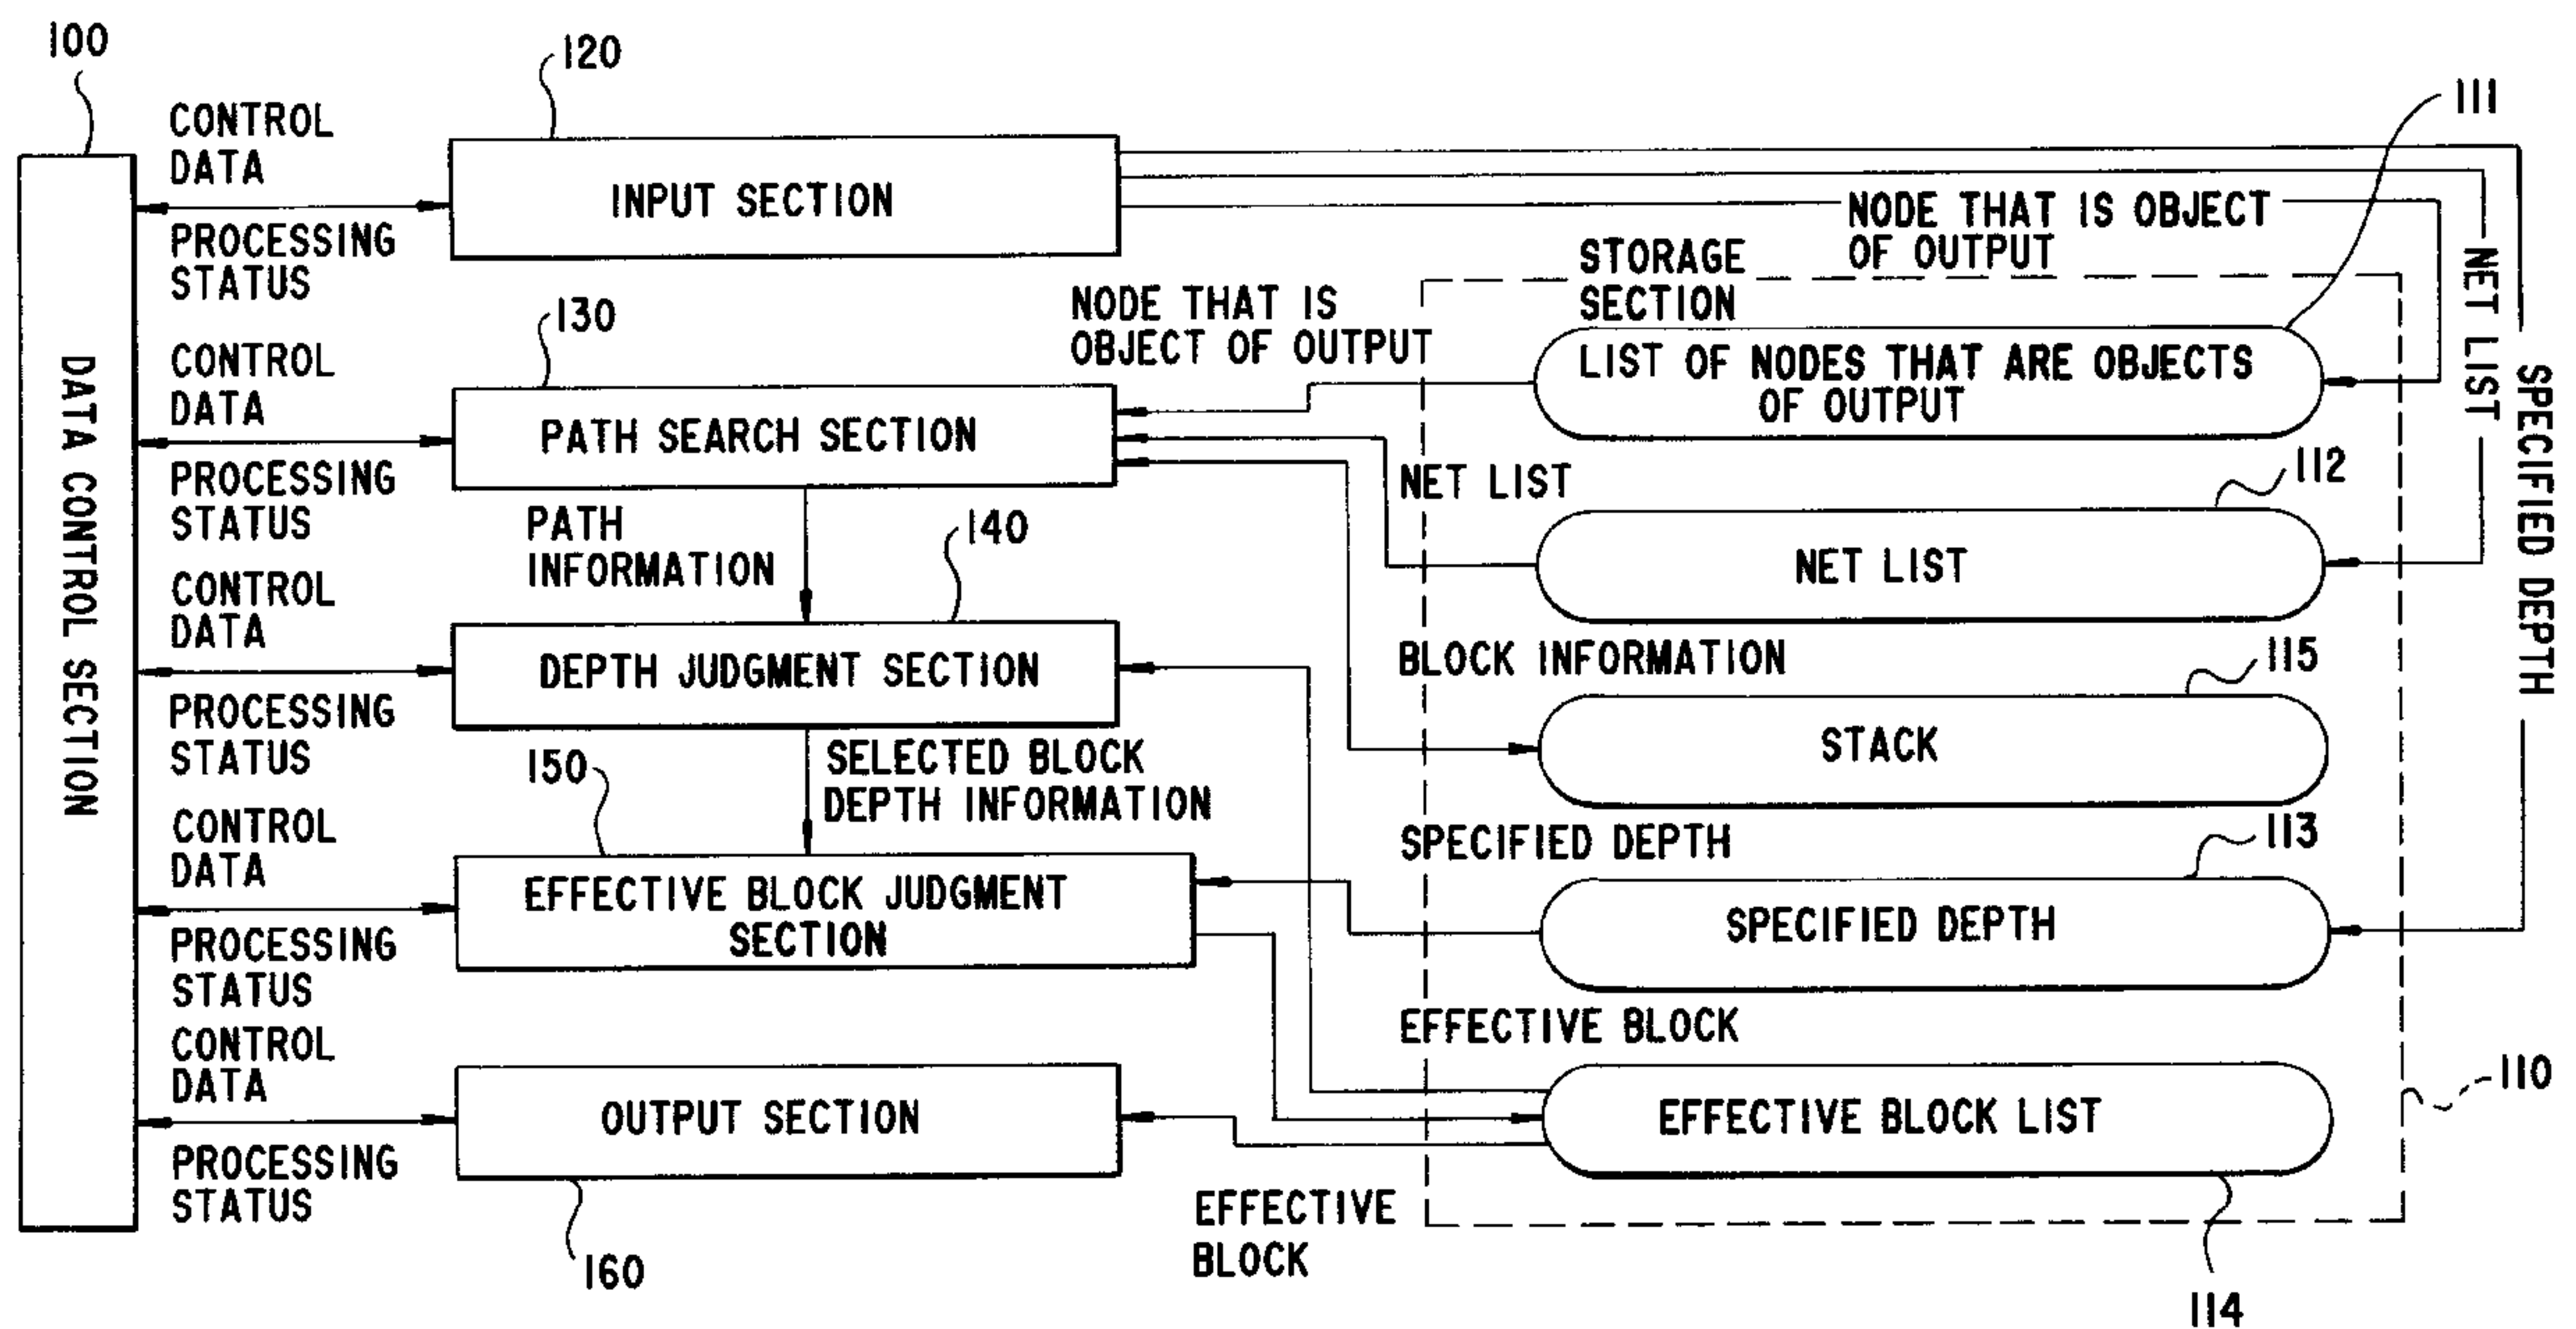 100
120
111
CONTROL
DATA
INPUT SECTION
PROCESSING
STATUS
NODE THAT IS OBJECT
OF OUTPUT
STORAGE
SECTION
NET LIST
SPECIFIED DEPTH
DATA CONTROL SECTION
130
NODE THAT IS
OBJECT OF OUTPUT
CONTROL
DATA
PATH SEARCH SECTION
LIST OF NODES THAT ARE OBJECTS
OF OUTPUT
PROCESSING
STATUS
PATH
INFORMATION
NET LIST
112
NET LIST
140
CONTROL
DATA
DEPTH JUDGMENT SECTION
BLOCK INFORMATION
115
STACK
PROCESSING
STATUS
150
SELECTED BLOCK
DEPTH INFORMATION
SPECIFIED DEPTH
113
CONTROL
DATA
EFFECTIVE BLOCK JUDGMENT
SECTION
SPECIFIED DEPTH
PROCESSING
STATUS
EFFECTIVE BLOCK
CONTROL
DATA
OUTPUT SECTION
EFFECTIVE BLOCK LIST
110
PROCESSING
STATUS
EFFECTIVE
BLOCK
160
114